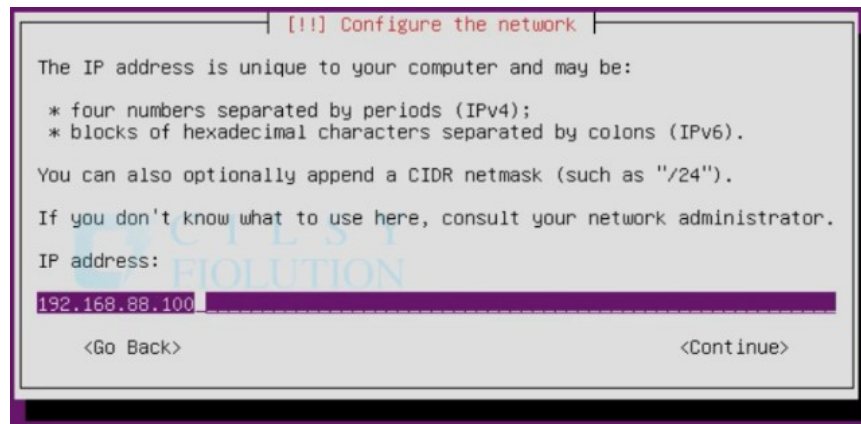 [!!] Configure the network
The IP address is unique to your computer and may be:
* four numbers separated by periods (IPv4);
* blocks of hexadecimal characters separated by colons (IPv6).
You can also optionally append a CIDR netmask (such as "/24").
If you don't know what to use here, consult your network administrator.
CILSY
IP address:
FIOLUTION
192.168.88.100
<Go Back> <Continue>